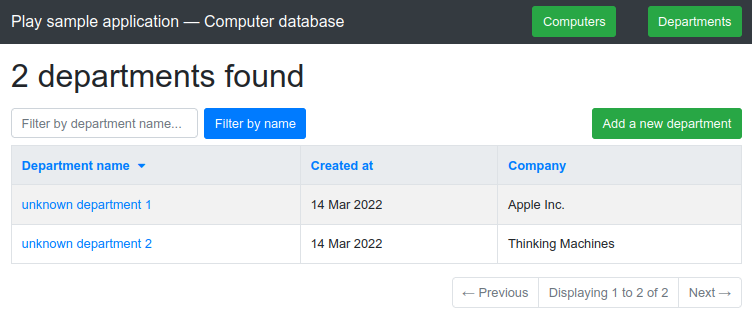 Play sample application — Computer database Computers Departments
2 departments found
Filter by department name... Filter by name Add a new department
Department name Created at Company
unknown department 1 14 Mar 2022 Apple Inc.
unknown department 2 14 Mar 2022 Thinking Machines
← Previous Displaying 1 to 2 of 2 Next →